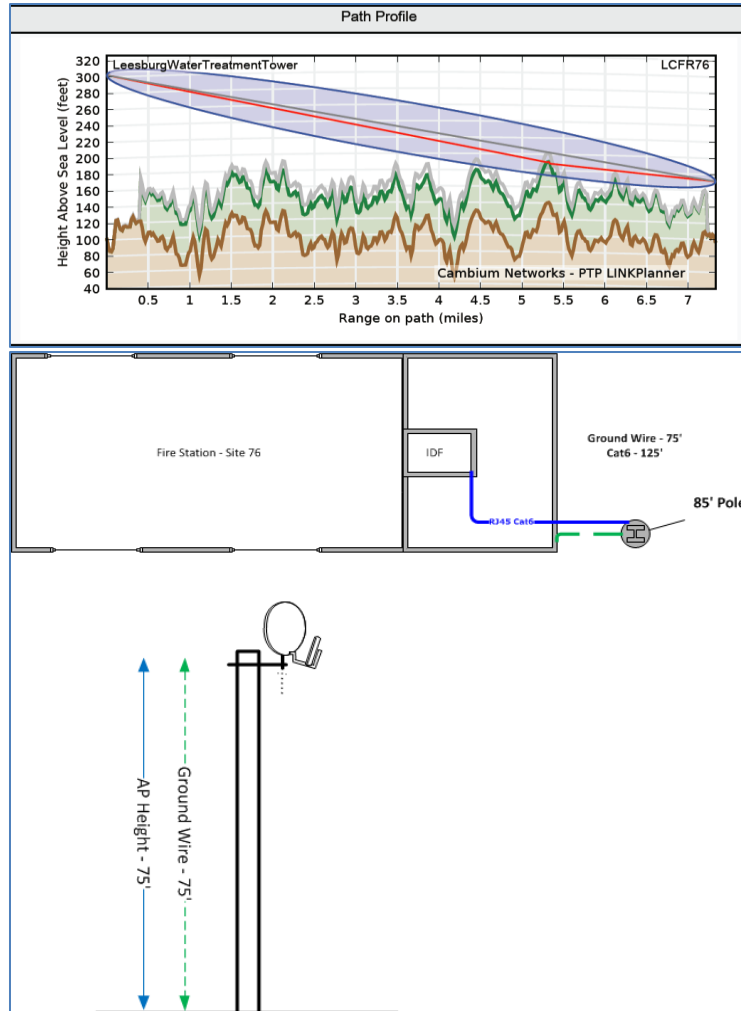 Path Profile
LeesburgWaterTreatmentTower
LCFR76
Height Above Sea Level (feet)
320
300
280
260
240
220
200
180
160
140
120
100
80
60
40
Cambium Networks - PTP LINKPlanner
0.5 1 1.5 2 2.5 3 3.5 4 4.5 5 5.5 6 6.5 7
Range on path (miles)
Fire Station - Site 76
IDF
Ground Wire - 75'
Cat6 - 125'
RJ45 Cat6
85' Pole
AP Height - 75'
Ground Wire - 75'